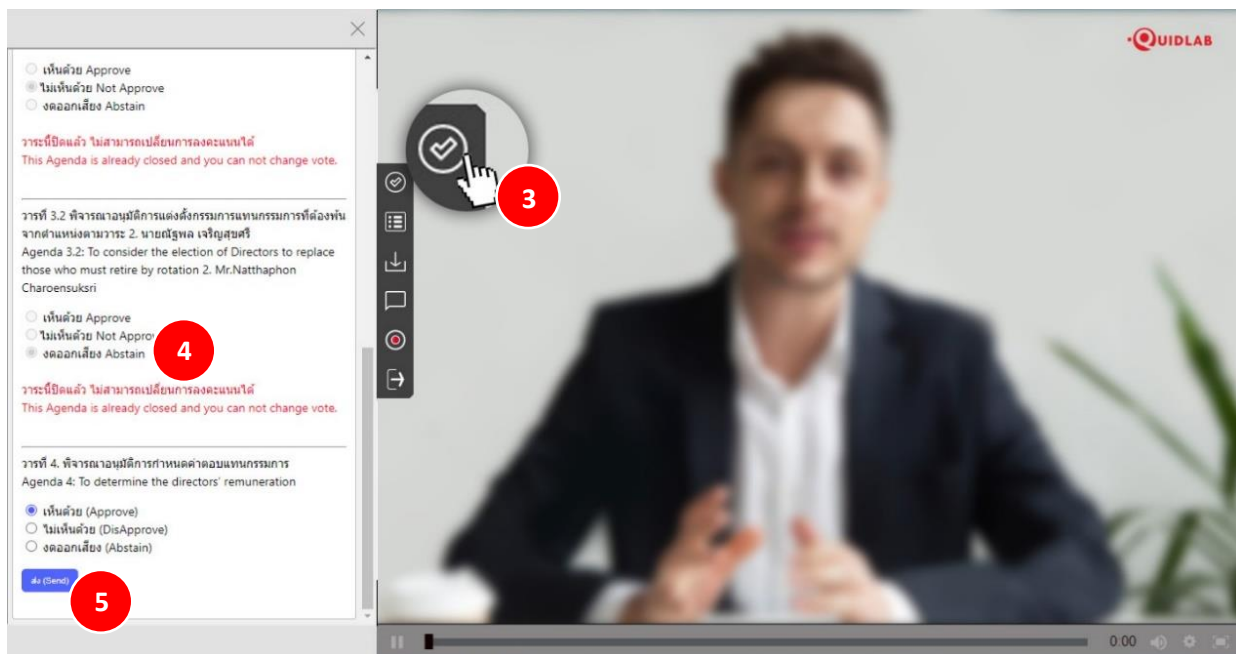 เห็นด้วย Approve
ไม่เห็นด้วย Not Approve
งดออกเสียง Abstain
วาระนี้ปิดแล้ว ไม่สามารถเปลี่ยนการลงคะแนนได้
This Agenda is already closed and you can not change vote.
วารที่ 3.2 พิจารณาอนุมัติการแต่งตั้งกรรมการแทนกรรมการที่ต้องพ้น
จากตำแหน่งตามวาระ 2. นายณัฐพล เจริญสุขศรี
Agenda 3.2: To consider the election of Directors to replace
those who must retire by rotation 2. Mr.Natthaphon
Charoensuksri
เห็นด้วย Approve
ไม่เห็นด้วย Not Appro
งดออกเสียง Abstain
4
วาระนี้ปิดแล้ว ไม่สามารถเปลี่ยนการลงคะแนนได้
This Agenda is already closed and you can not change vote.
วารที่ 4. พิจารณาอนุมัติการกำหนดค่าตอบแทนกรรมการ
Agenda 4: To determine the directors' remuneration
เห็นด้วย (Approve)
ไม่เห็นด้วย (DisApprove)
งดออกเสียง (Abstain)
ส่ง (Send)
5
QUIDLAB
3
0:00